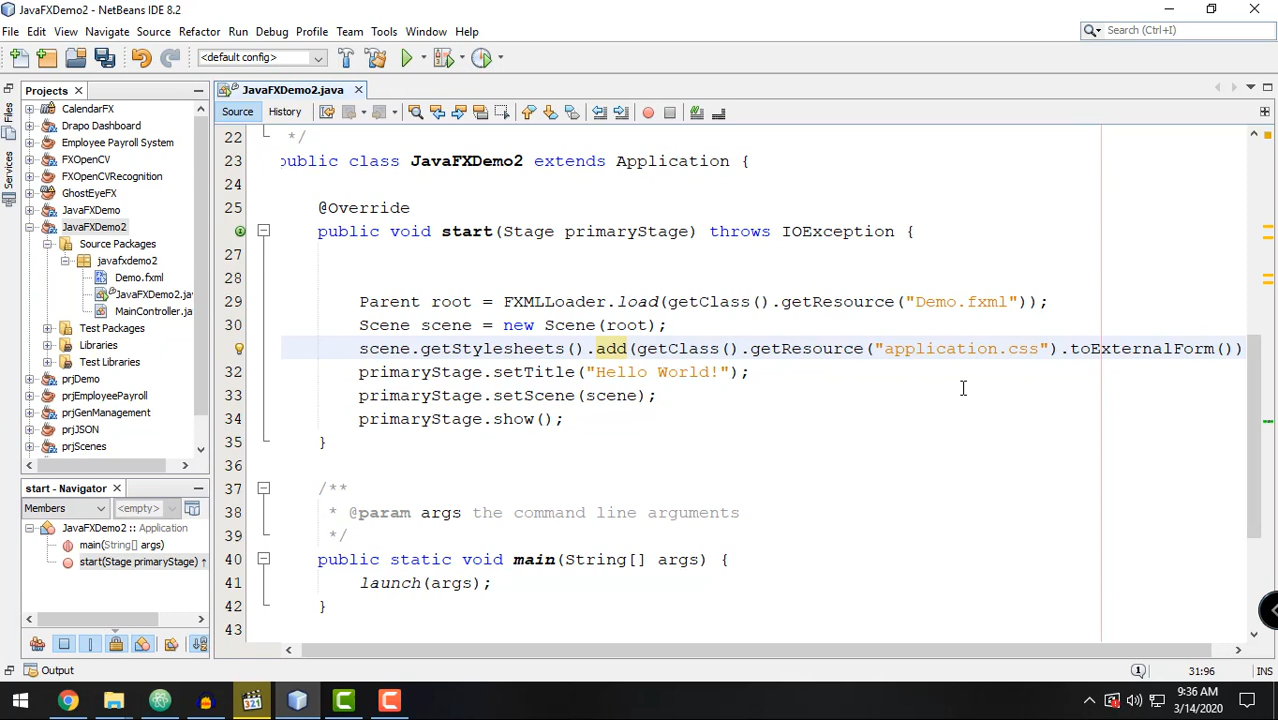 JavaFXDemo2 - NetBeans IDE 8.2
File Edit View Navigate Source Refactor Run Debug Profile Team Tools Window Help
Search (Ctrl+I)
<default config>
Projects
JavaFXDemo2.java
Source History
CalendarFX
Drapo Dashboard
Employee Payroll System
FXOpenCV
FXOpenCVRecognition
GhostEyeFX
JavaFXDemo
JavaFXDemo2
Source Packages
javafxdemo2
Demo.fxml
JavaFXDemo2.jav
MainController.ja
Test Packages
Libraries
Test Libraries
prjDemo
prjEmployeePayroll
prjGenManagement
prjJSON
prjScenes
Files
Services
22 */
23 public class JavaFXDemo2 extends Application {
24
25 @Override
26 public void start(Stage primaryStage) throws IOException {
27
28
29 Parent root = FXMLLoader.load(getClass().getResource("Demo.fxml"));
30 Scene scene = new Scene(root);
scene.getStylesheets().add(getClass().getResource("application.css").toExternalForm())
32 primaryStage.setTitle("Hello World!");
33 primaryStage.setScene(scene);
34 primaryStage.show();
35 }
36
37 /**
38 * @param args the command line arguments
39 */
40 public static void main(String[] args) {
41 launch(args);
42 }
43
start - Navigator
Members <empty>
JavaFXDemo2 :: Application
main(String[] args)
start(Stage primaryStage)
Output
1
31:96 INS
321
9:36 AM
3/14/2020